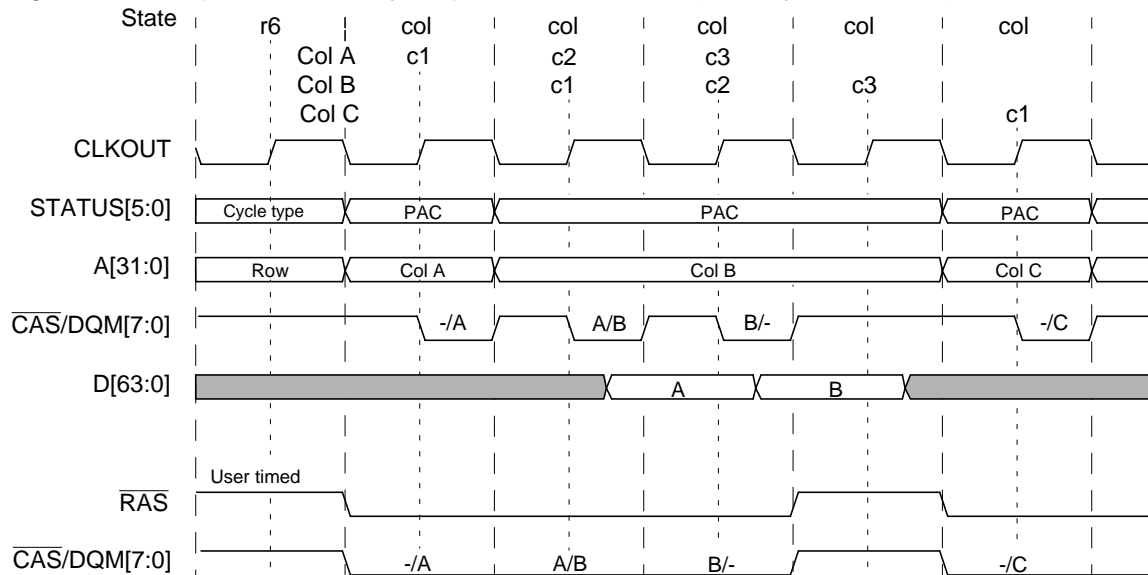 State r6 col col col col col
Col A c1 c2 c3
Col B c1 c2 c3
Col C c1
CLKOUT
STATUS[5:0] Cycle type PAC PAC PAC
A[31:0] Row Col A Col B Col C
CAS/DQM[7:0] -/A A/B B/- -/C
D[63:0] A B
User timed
RAS
CAS/DQM[7:0] -/A A/B B/- -/C